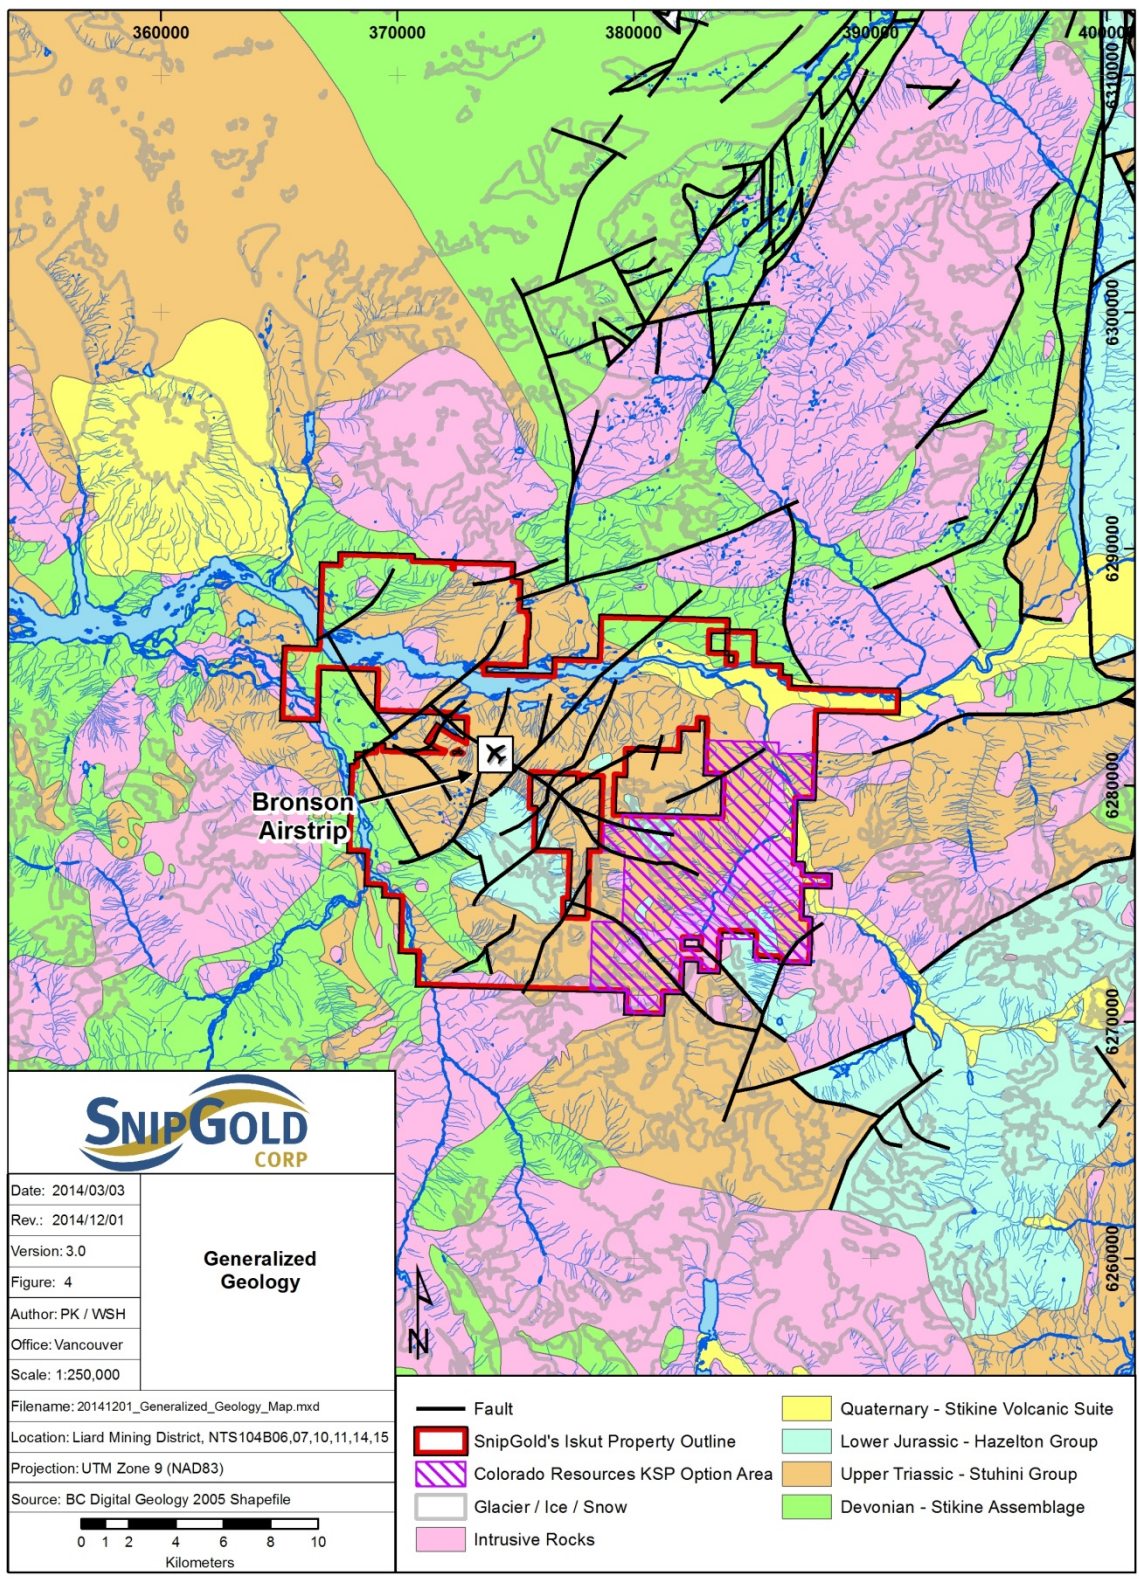 360000
370000
380000
390000
400000
6310000
6300000
6290000
6280000
6270000
6260000
Bronson
Airstrip
SNIPGOLD
CORP
Date: 2014/03/03
Rev.: 2014/12/01
Version: 3.0
Figure: 4
Author: PK / WSH
Office: Vancouver
Scale: 1:250,000
Generalized
Geology
Filename: 20141201_Generalized_Geology_Map.mxd
Location: Liard Mining District, NTS104B06,07,10,11,14,15
Projection: UTM Zone 9 (NAD83)
Source: BC Digital Geology 2005 Shapefile
0 1 2 4 6 8 10
Kilometers
N
Fault
SnipGold's Iskut Property Outline
Colorado Resources KSP Option Area
Glacier / Ice / Snow
Intrusive Rocks
Quaternary - Stikine Volcanic Suite
Lower Jurassic - Hazelton Group
Upper Triassic - Stuhini Group
Devonian - Stikine Assemblage